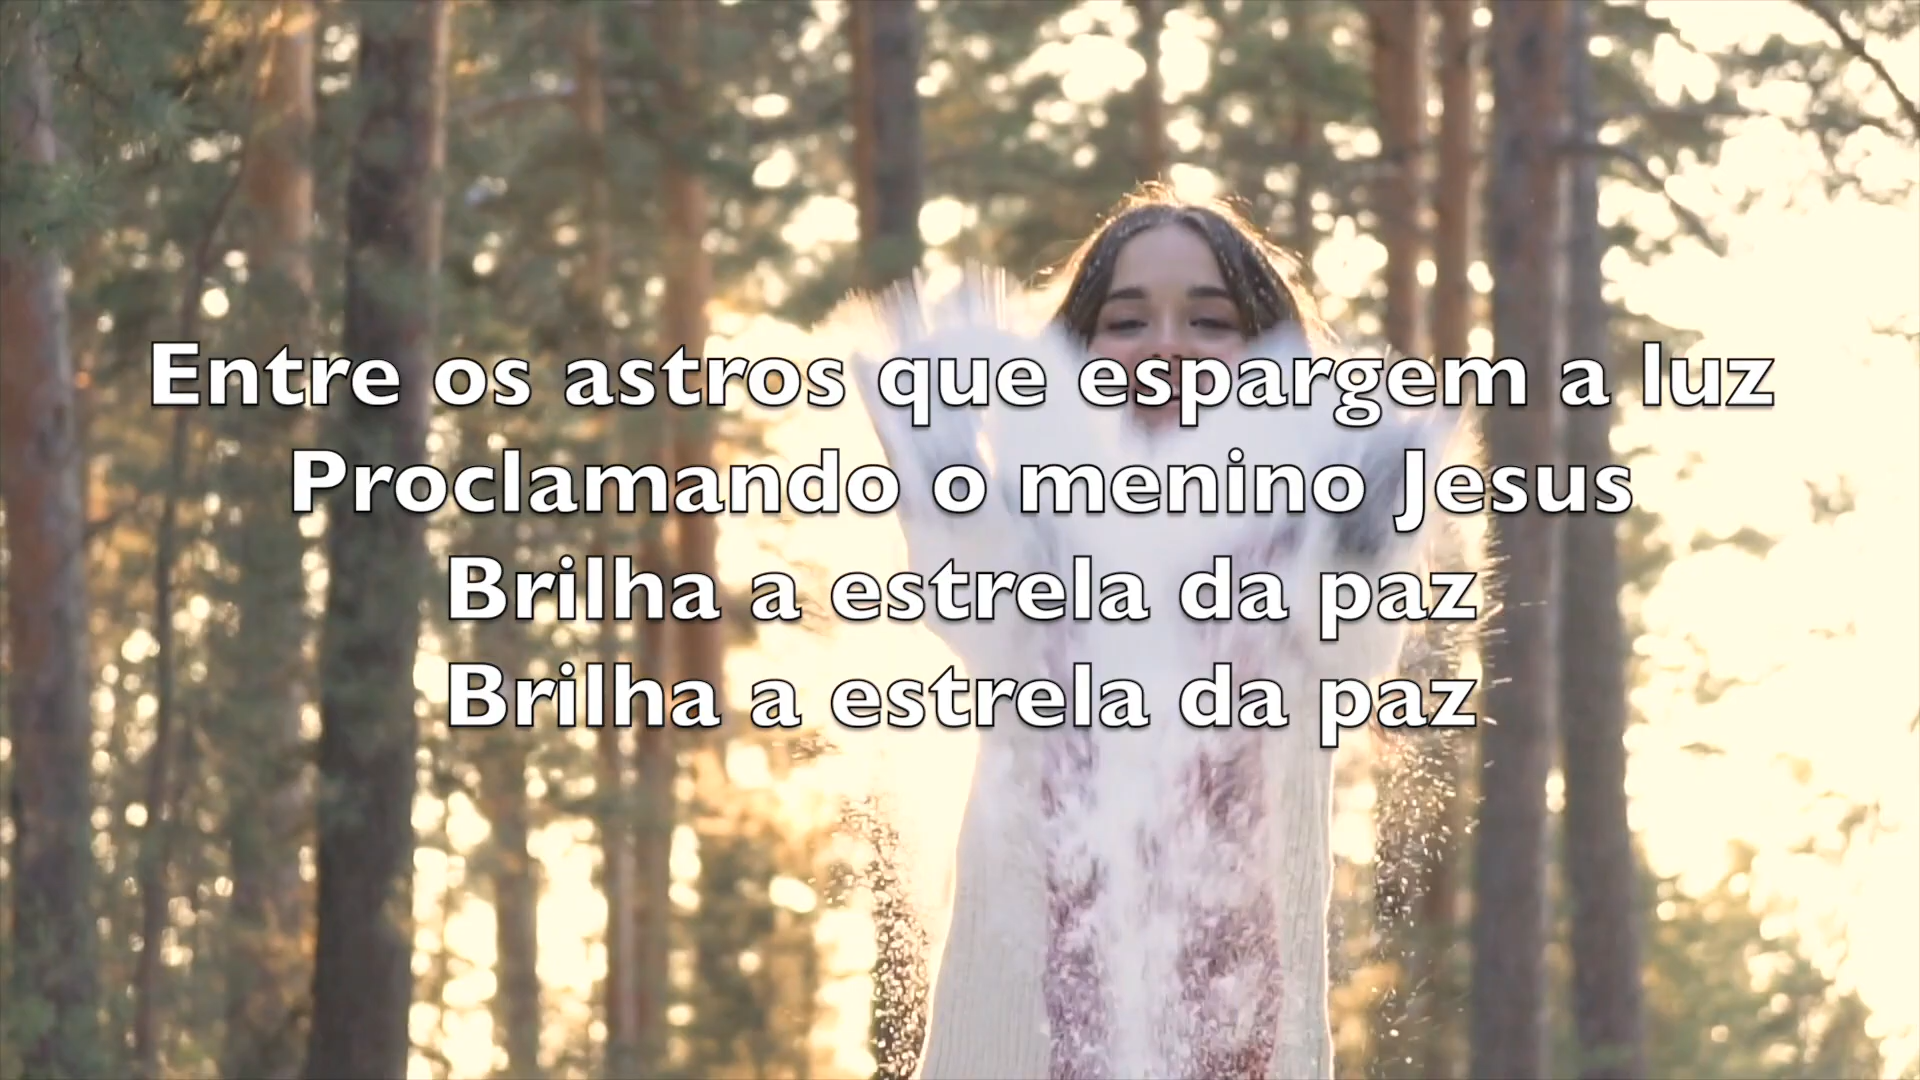 Entre os astros que espargem a luz
Proclamando o menino Jesus
Brilha a estrela da paz
Brilha a estrela da paz